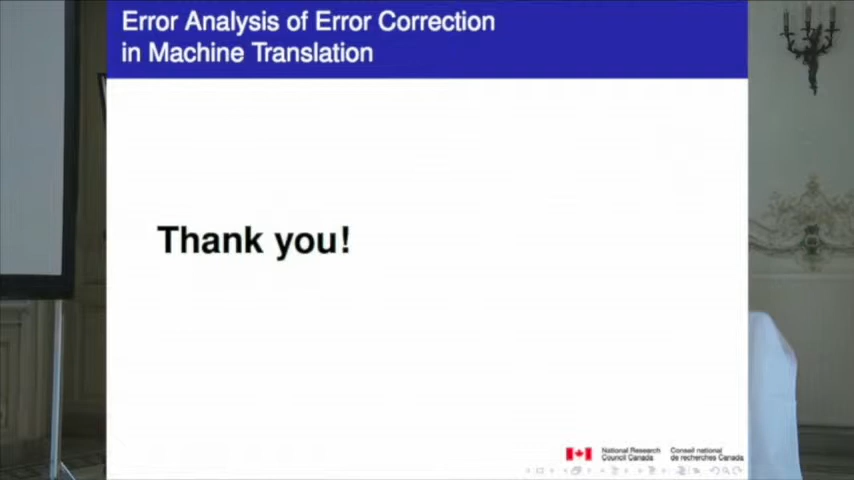 Error Analysis of Error Correction
in Machine Translation
Thank you!
National Research
Council Canada
Conseil national
de recherches Canada